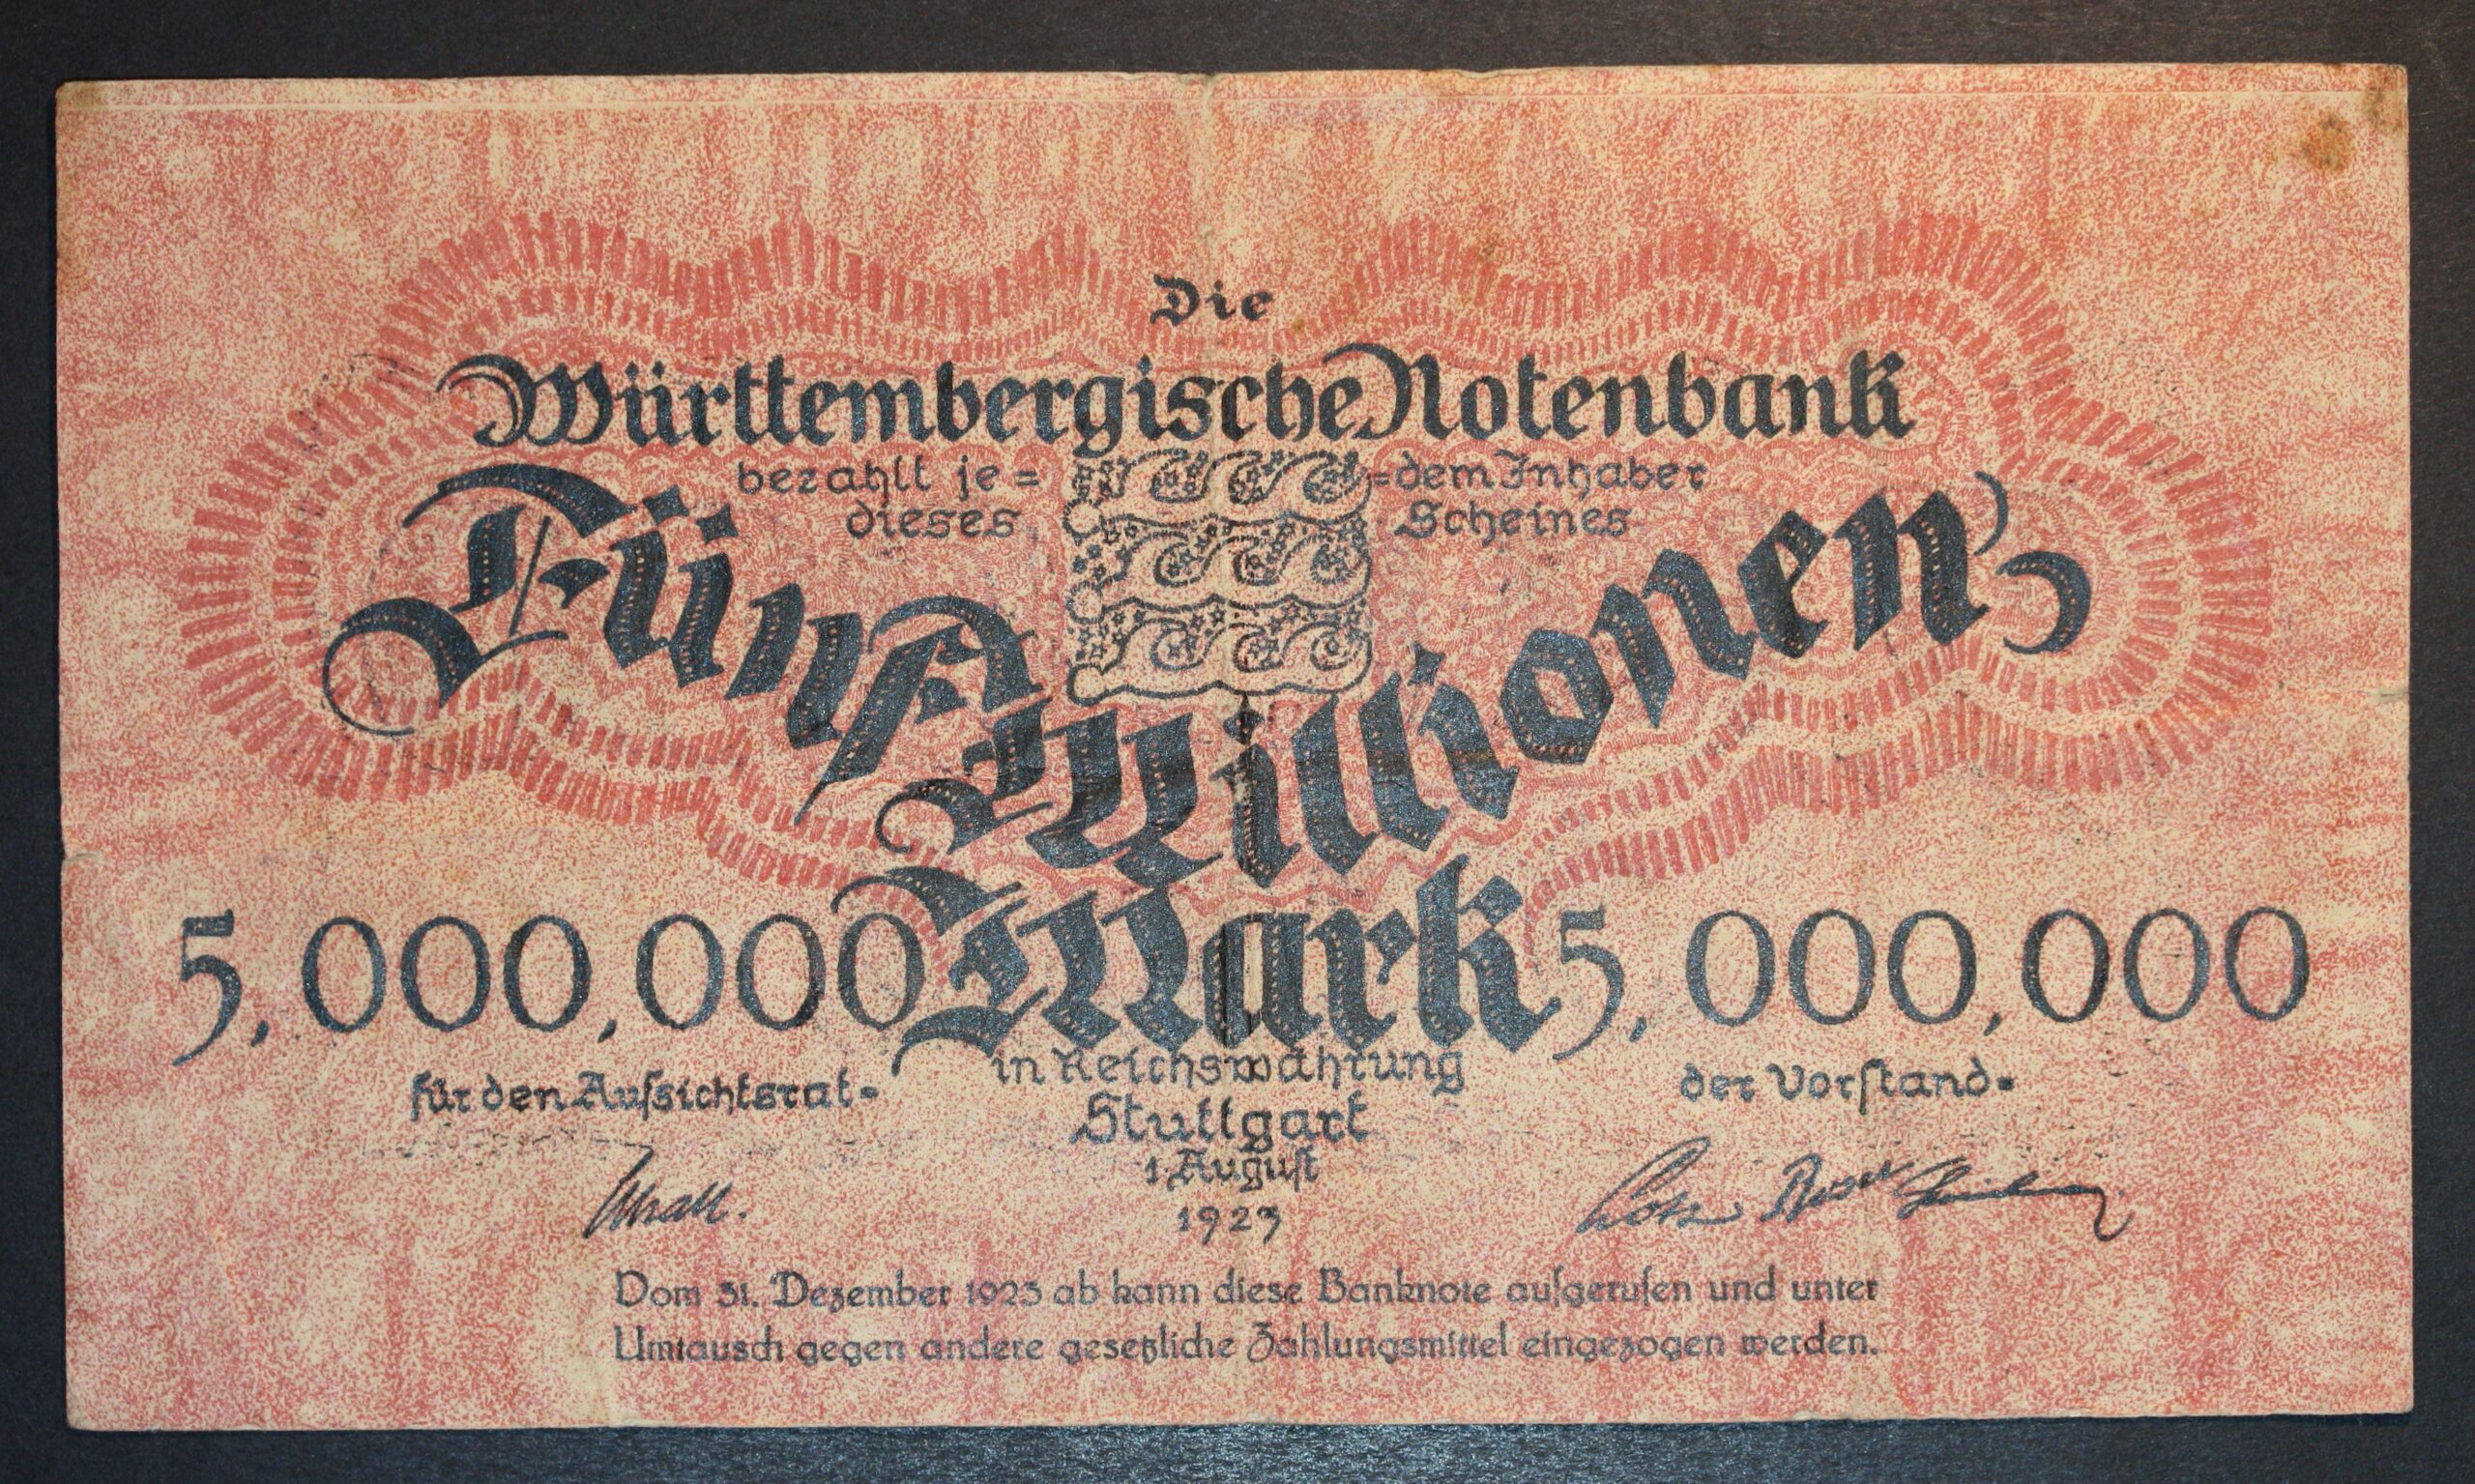 Die
Württembergische Notenbank
bezahlt je= =dem Inhaber
dieses Scheines
Fünf Millionen
Mark
5,000,000 5,000,000
in Reichswährung
für den Aufsichtsrat= der Vorstand=
Stuttgart
1. August
1923
Vom 31. Dezember 1923 ab kann diese Banknote aufgerufen und unter
Umtausch gegen andere gesetzliche Zahlungsmittel eingezogen werden.